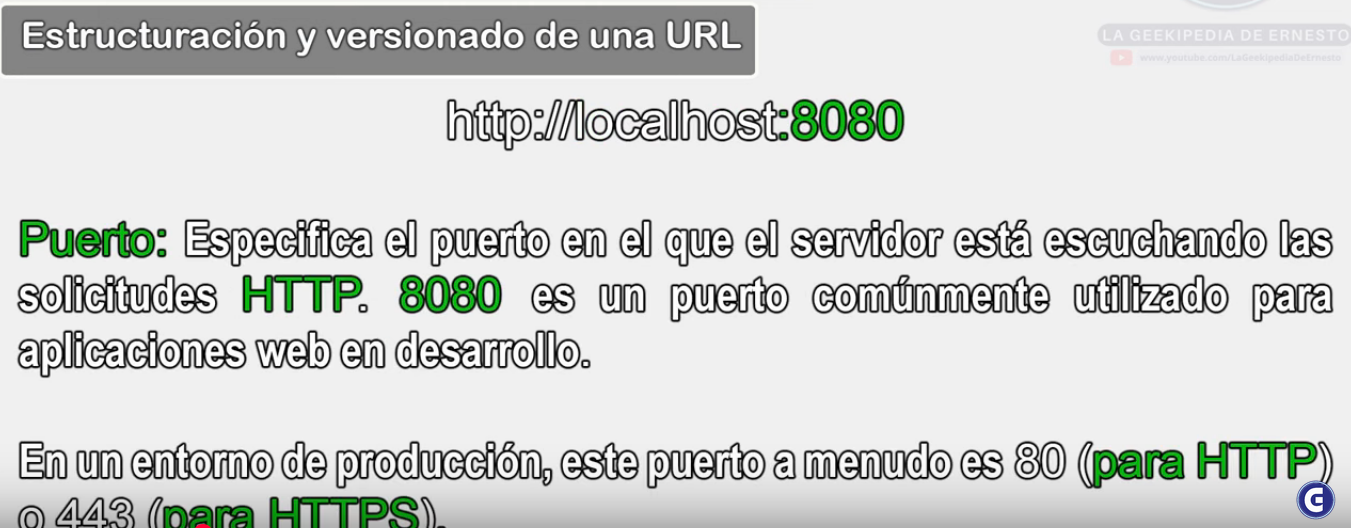 Estructuración y versionado de una URL
LA GEEKIPEDIA DE ERNESTO
www.youtube.com/LaGeekipediaDeErnesto
http://localhost:8080
Puerto: Especifica el puerto en el que el servidor está escuchando las
solicitudes HTTP. 8080 es un puerto comúnmente utilizado para
aplicaciones web en desarrollo.
En un entorno de producción, este puerto a menudo es 80 (para HTTP)
o 443 (para HTTPS).
G